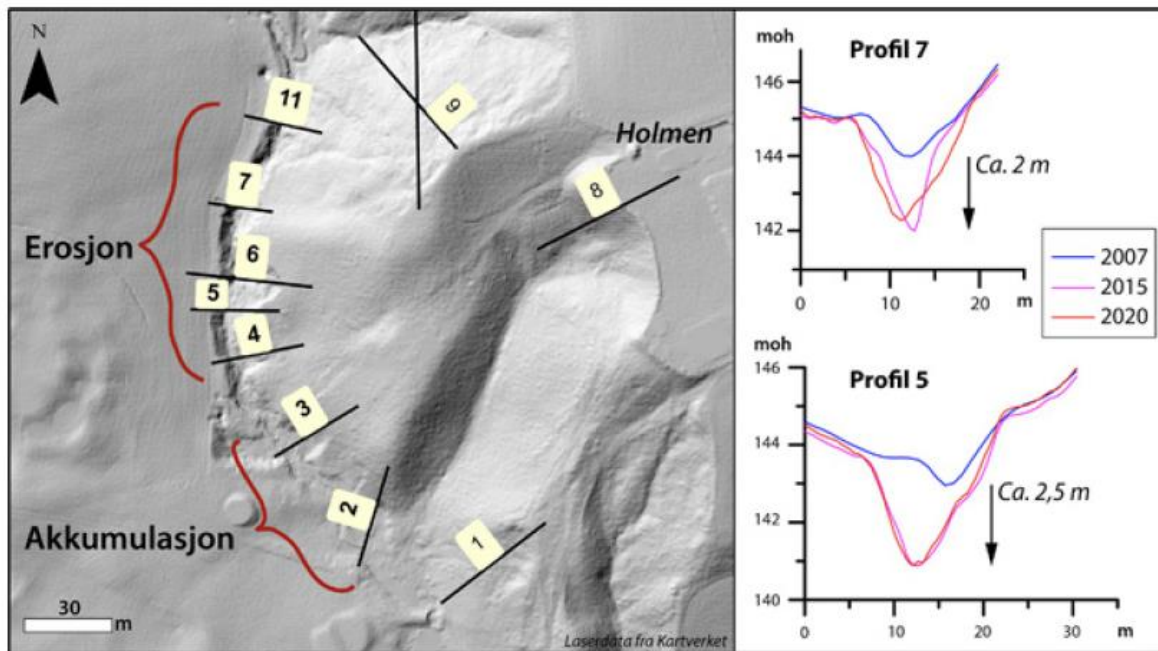 N
11
9
Holmen
7
8
Erosjon
6
5
4
3
2
Akkumulasjon
1
30
m
Laserdata fra Kartverket
moh
Profil 7
146
144
142
Ca. 2 m
0
10
20
m
2007
2015
2020
moh
Profil 5
146
144
142
140
Ca. 2,5 m
0
10
20
30
m